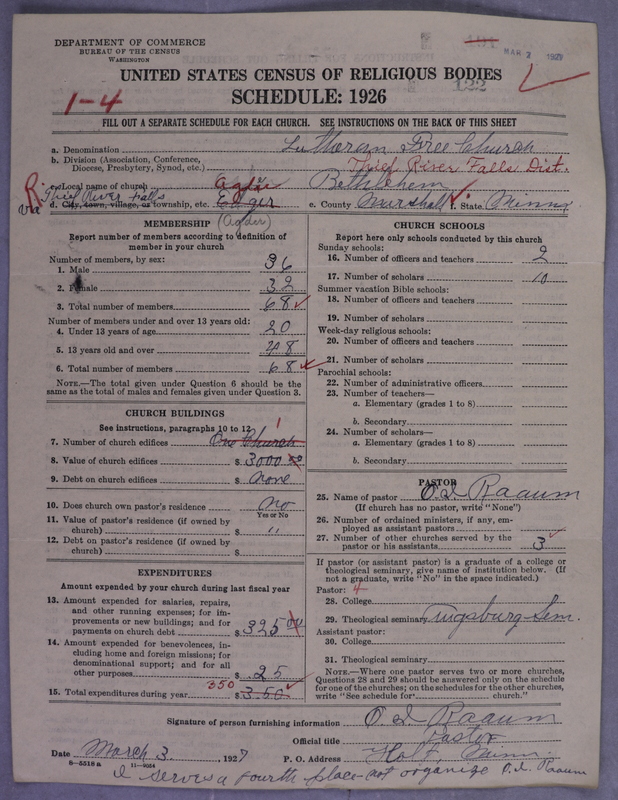 DEPARTMENT OF COMMERCE
BUREAU OF THE CENSUS
WASHINGTON
MAR 2 1927
122
UNITED STATES CENSUS OF RELIGIOUS BODIES
SCHEDULE: 1926
1-4
FILL OUT A SEPARATE SCHEDULE FOR EACH CHURCH. SEE INSTRUCTIONS ON THE BACK OF THIS SHEET
a. Denomination Lutheran Free Church
b. Division (Association, Conference,
Diocese, Presbytery, Synod, etc.) Thief River Falls Dist.
c. Local name of church Bethlehem
R via Thief River Falls
d. City, town, village, or township, etc. Agder e. County Marshall f. State Minn
(Agder)
MEMBERSHIP
Report number of members according to definition of
member in your church
Number of members, by sex:
1. Male 36
2. Female 32
3. Total number of members 68
Number of members under and over 13 years old:
4. Under 13 years of age 20
5. 13 years old and over 48
6. Total number of members 68
NOTE.—The total given under Question 6 should be the
same as the total of males and females given under Question 3.
CHURCH BUILDINGS
See instructions, paragraphs 10 to 12
7. Number of church edifices One Church 1
8. Value of church edifices $ 3000
9. Debt on church edifices $ none
10. Does church own pastor's residence no
Yes or No
11. Value of pastor's residence (if owned by
church) $ "
12. Debt on pastor's residence (if owned by
church) $
EXPENDITURES
Amount expended by your church during last fiscal year
13. Amount expended for salaries, repairs,
and other running expenses; for im-
provements or new buildings; and for
payments on church debt $ 325 00
14. Amount expended for benevolences, in-
cluding home and foreign missions; for
denominational support; and for all
other purposes $ 25
15. Total expenditures during year 350 $ 3.50
CHURCH SCHOOLS
Report here only schools conducted by this church
Sunday schools:
16. Number of officers and teachers 2
17. Number of scholars 10
Summer vacation Bible schools:
18. Number of officers and teachers
19. Number of scholars
Week-day religious schools:
20. Number of officers and teachers
21. Number of scholars
Parochial schools:
22. Number of administrative officers
23. Number of teachers—
a. Elementary (grades 1 to 8)
b. Secondary
24. Number of scholars—
a. Elementary (grades 1 to 8)
b. Secondary
PASTOR
25. Name of pastor O. I. Raaum
(If church has no pastor, write "None")
26. Number of ordained ministers, if any, em-
ployed as assistant pastors
27. Number of other churches served by the
pastor or his assistants 3
If pastor (or assistant pastor) is a graduate of a college or
theological seminary, give name of institution below. (If
not a graduate, write "No" in the space indicated.)
Pastor: 4
28. College
29. Theological seminary Augsburg Sem.
Assistant pastor:
30. College
31. Theological seminary
NOTE.—Where one pastor serves two or more churches,
Questions 28 and 29 should be answered only on the schedule
for one of the churches; on the schedules for the other churches,
write "See schedule for church."
Signature of person furnishing information O. I. Raaum
Official title Pastor
Date March 3, 1927 P. O. Address Holt, Minn.
8-5518 a 11-9054
I serve a fourth place not organize O. I. Raaum